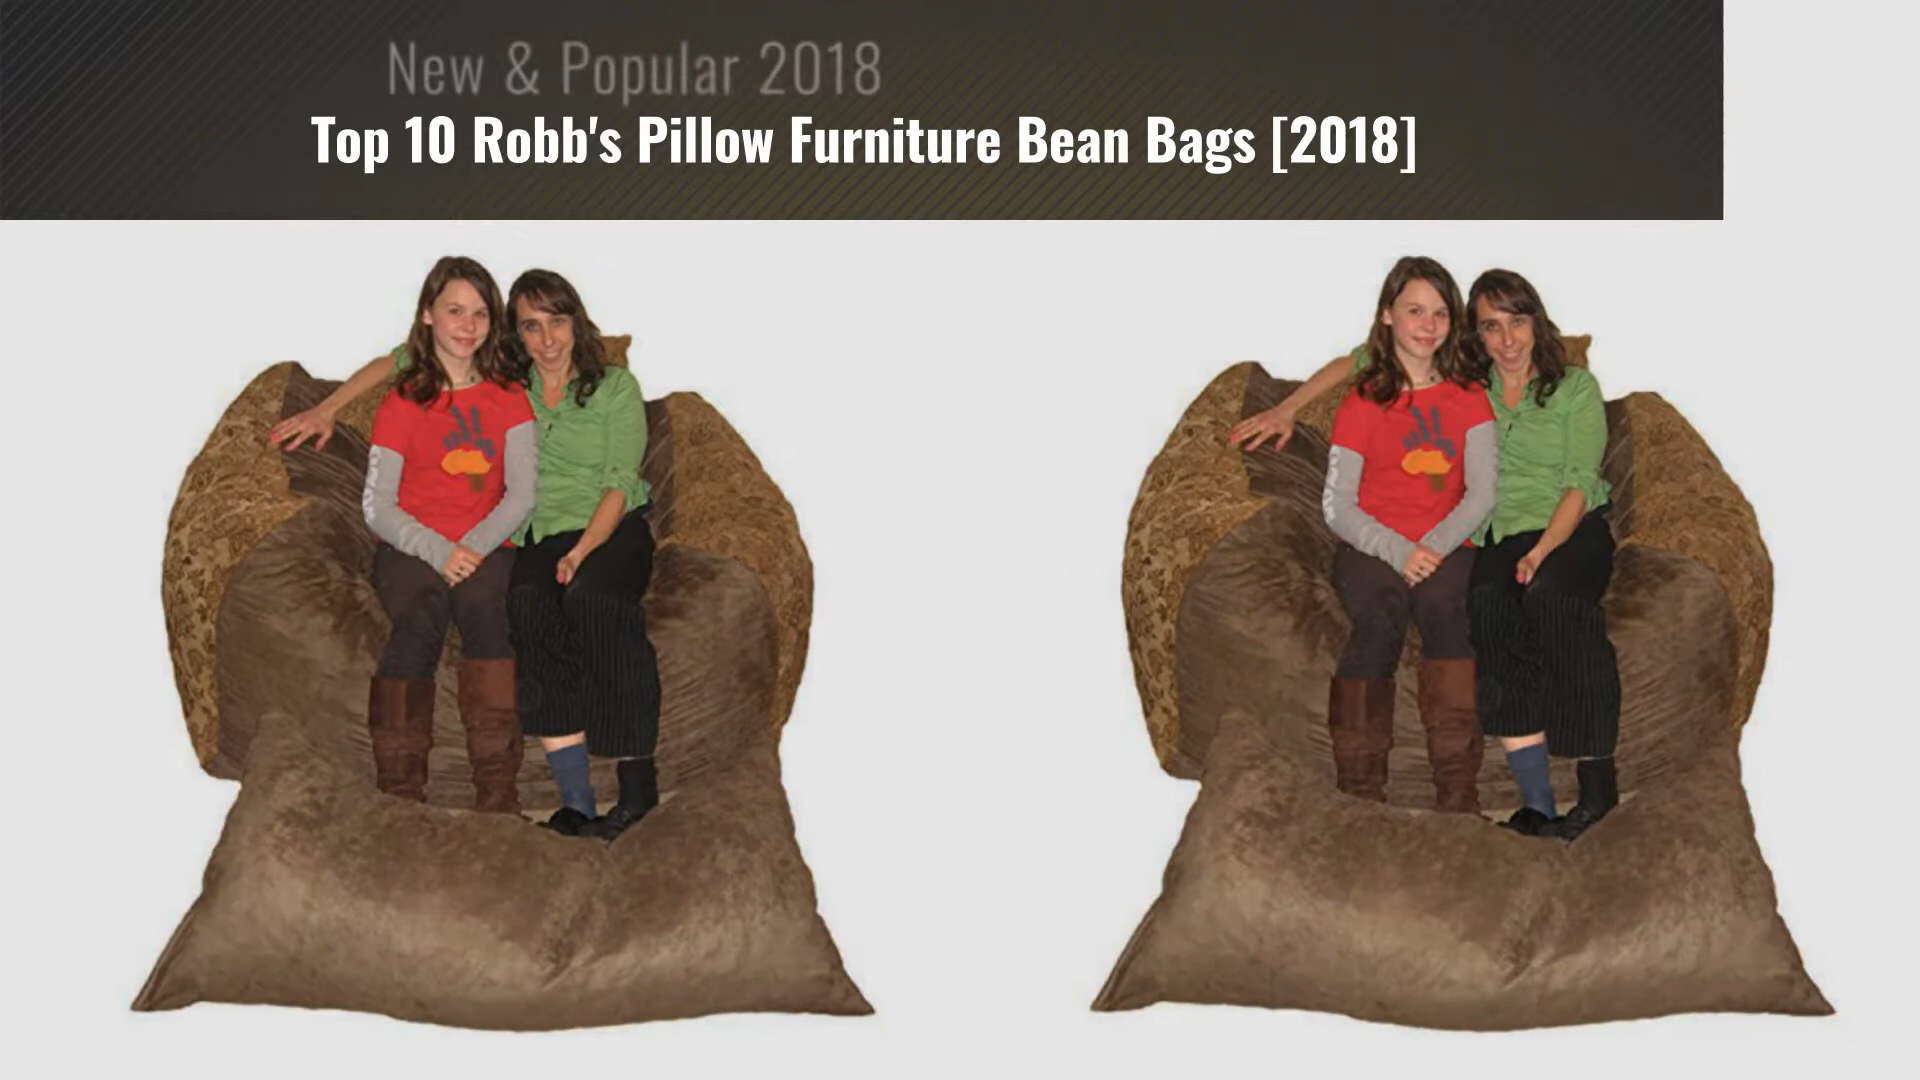 New & Popular 2018
Top 10 Robb's Pillow Furniture Bean Bags [2018]